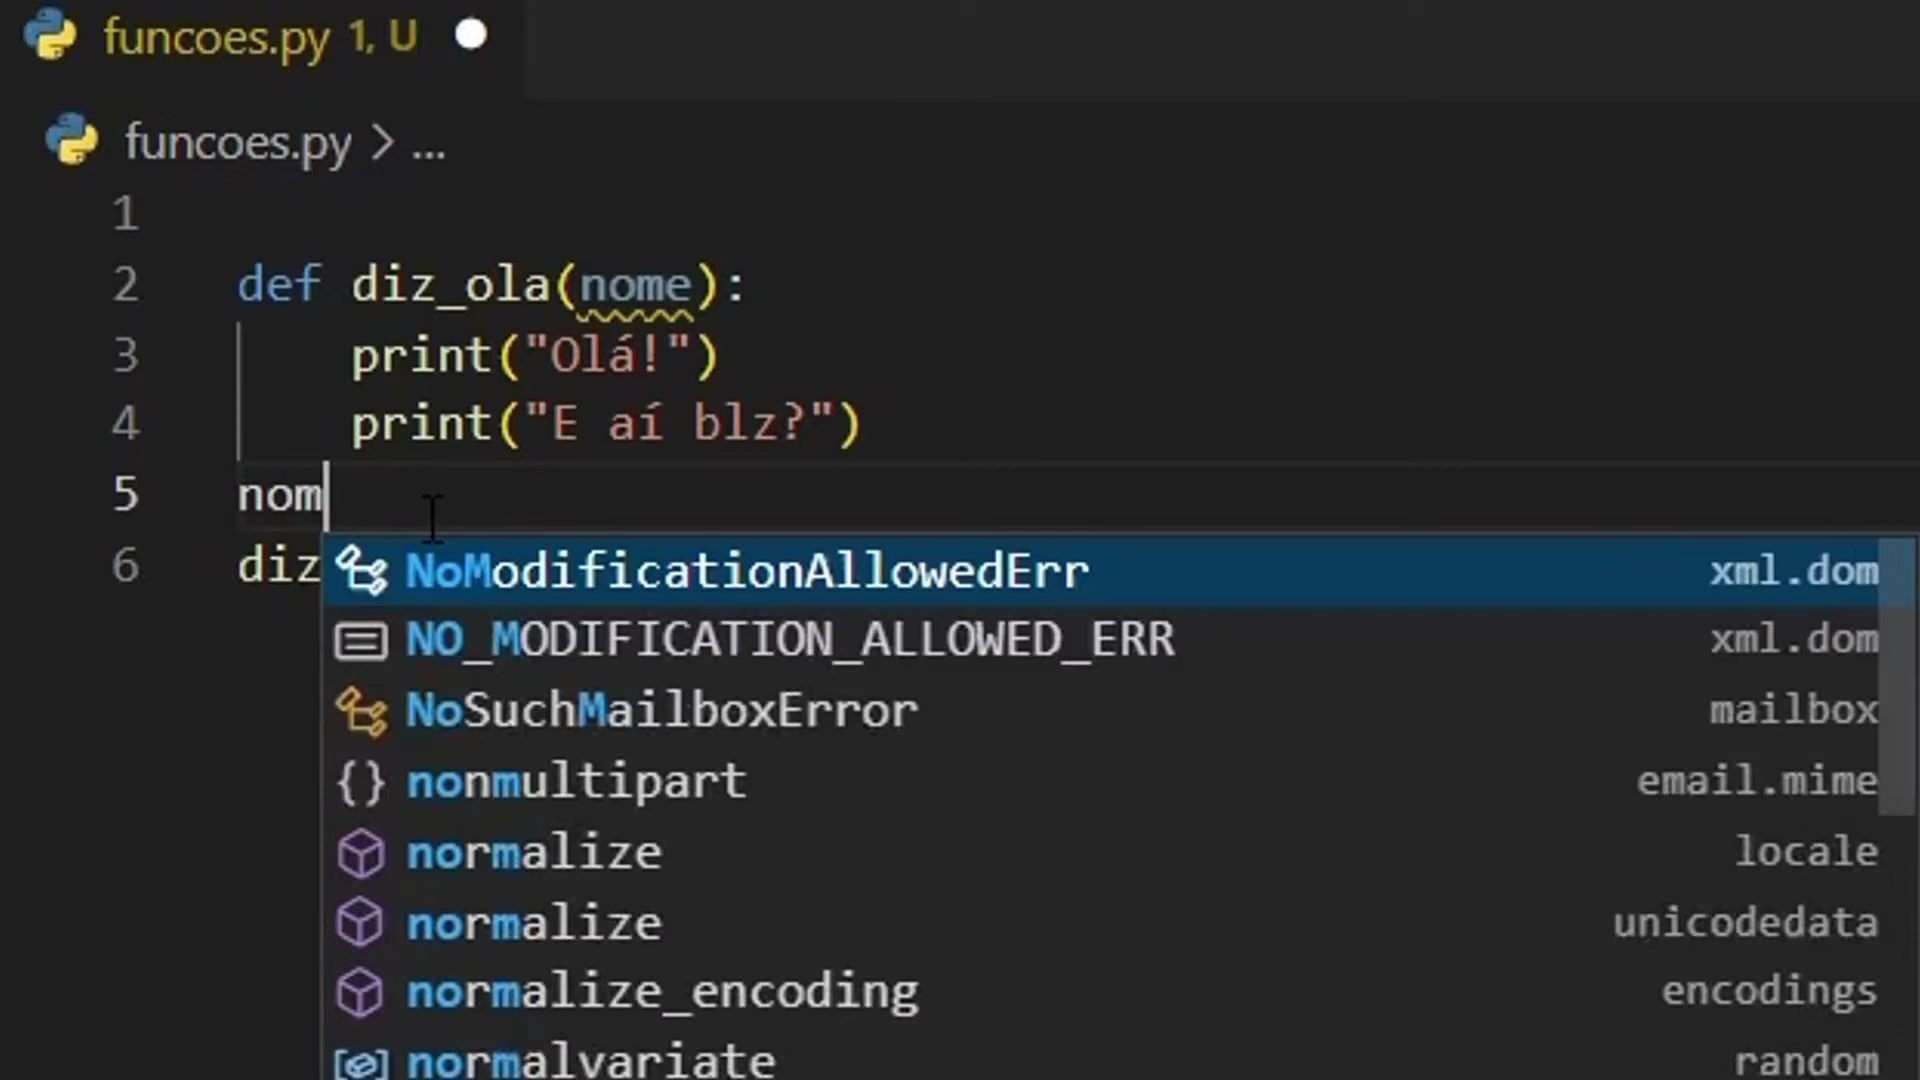 funcoes.py 1, U
funcoes.py > ...
1
2 def diz_ola(nome):
3 print("Olá!")
4 print("E aí blz?")
5 nom
6 diz
NoModificationAllowedErr xml.dom
NO_MODIFICATION_ALLOWED_ERR xml.dom
NoSuchMailboxError mailbox
nonmultipart email.mime
normalize locale
normalize unicodedata
normalize_encoding encodings
normalvariate random